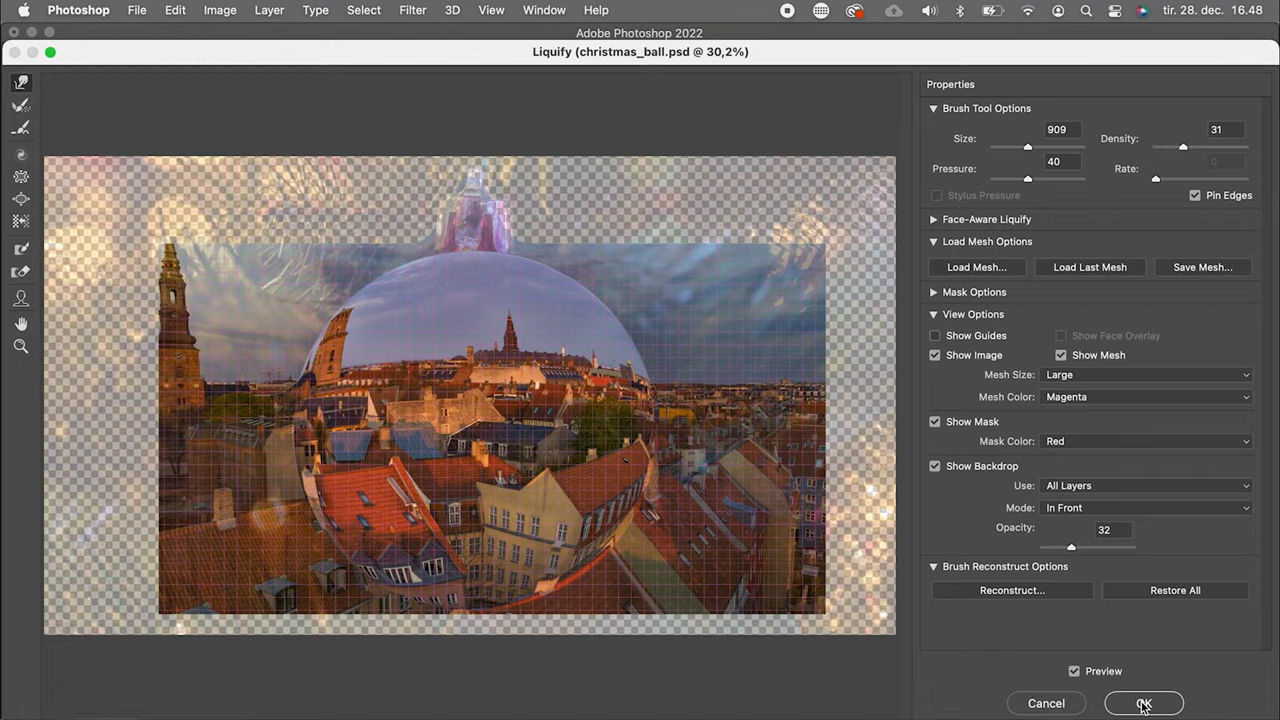 Photoshop File Edit Image Layer Type Select Filter 3D View Window Help tir. 28. dec. 16.48
Adobe Photoshop 2022
Liquify (christmas_ball.psd @ 30,2%)
Properties
Brush Tool Options
Size: 909 Density: 31
Pressure: 40 Rate: 0
Stylus Pressure Pin Edges
Face-Aware Liquify
Load Mesh Options
Load Mesh... Load Last Mesh Save Mesh...
Mask Options
View Options
Show Guides Show Face Overlay
Show Image Show Mesh
Mesh Size: Large
Mesh Color: Magenta
Show Mask
Mask Color: Red
Show Backdrop
Use: All Layers
Mode: In Front
Opacity: 32
Brush Reconstruct Options
Reconstruct... Restore All
Preview
Cancel OK